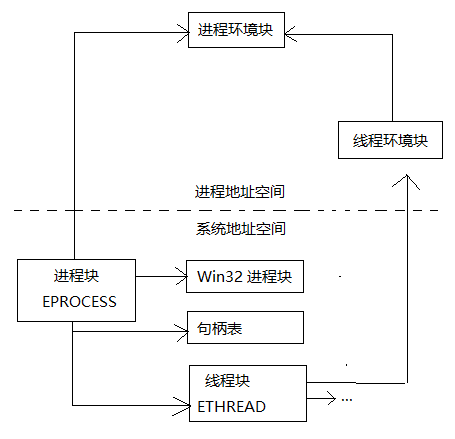 进程环境块
线程环境块
进程地址空间
系统地址空间
进程块
EPROCESS
Win32 进程块
句柄表
线程块
ETHREAD
...